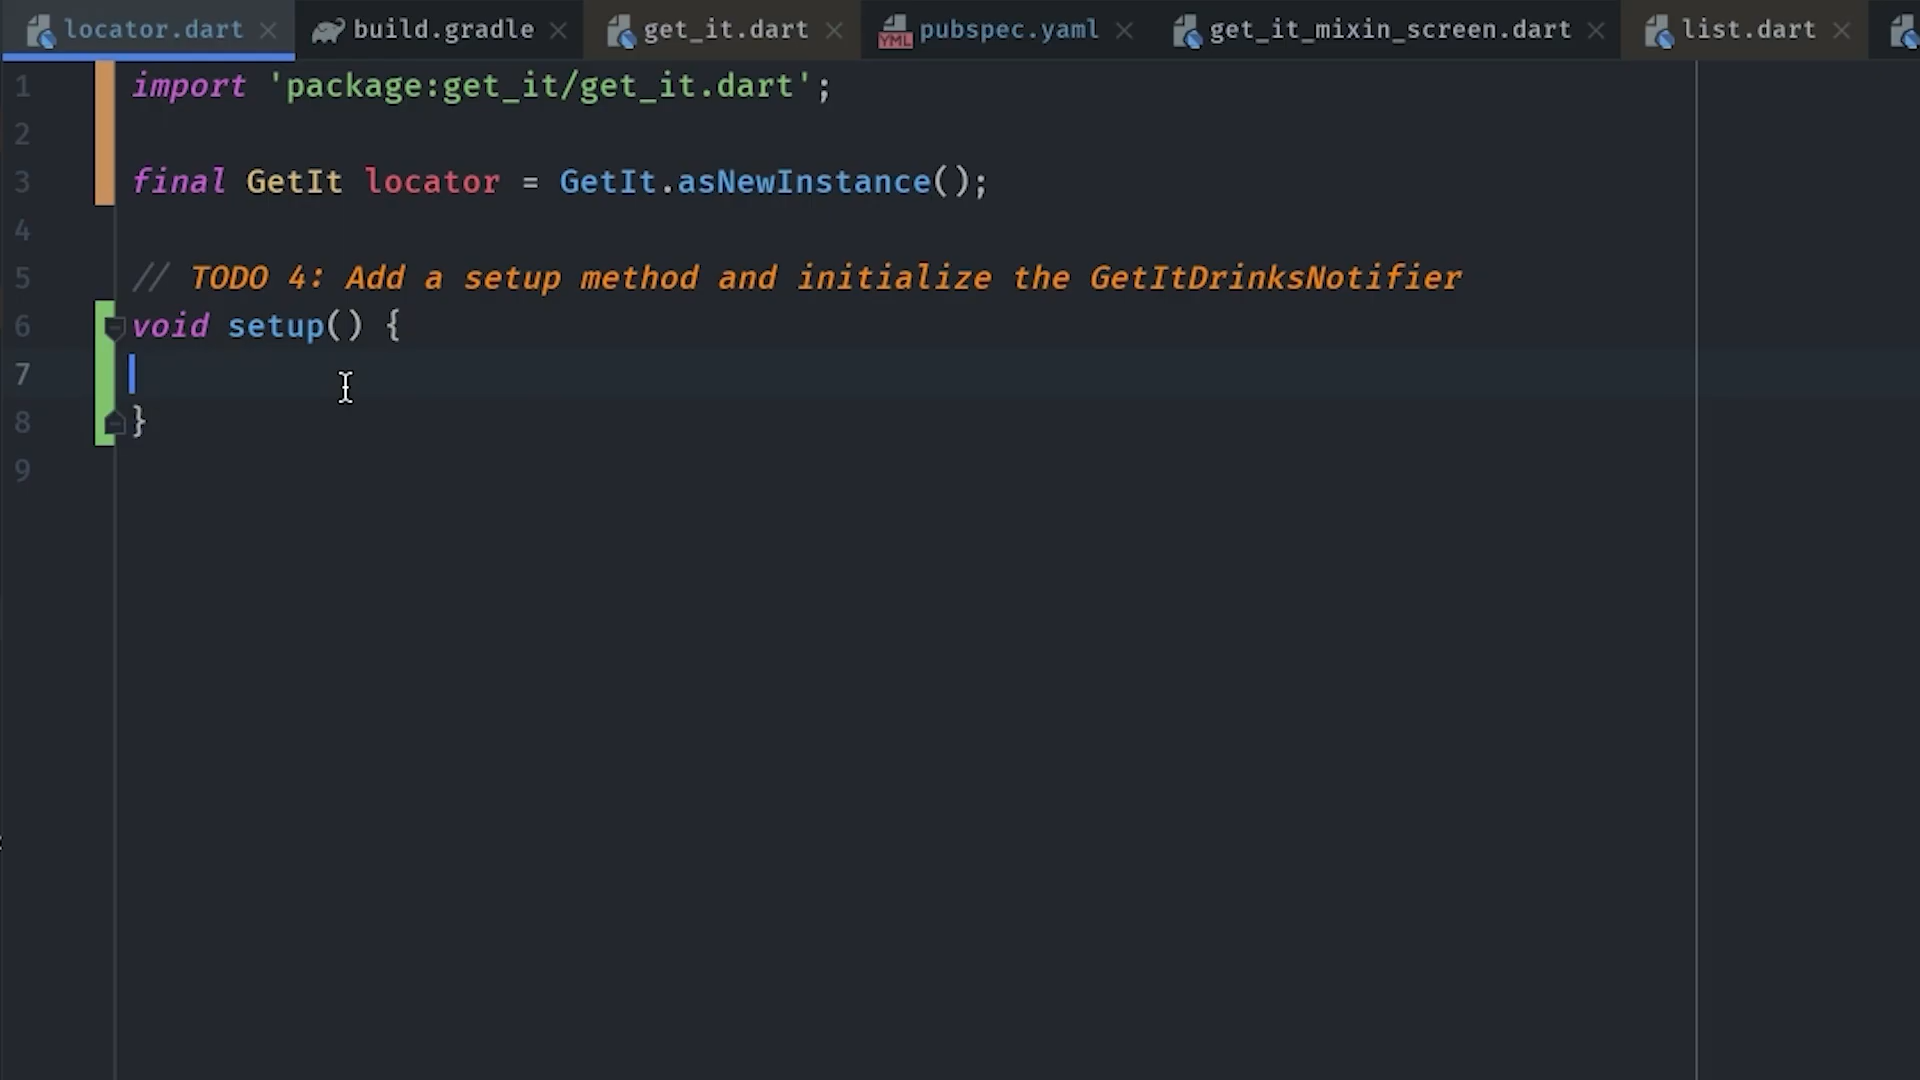 locator.dart build.gradle get_it.dart YML pubspec.yaml get_it_mixin_screen.dart list.dart
1 import 'package:get_it/get_it.dart';
2
3 final GetIt locator = GetIt.asNewInstance();
4
5 // TODO 4: Add a setup method and initialize the GetItDrinksNotifier
6 void setup() {
7
8 }
9